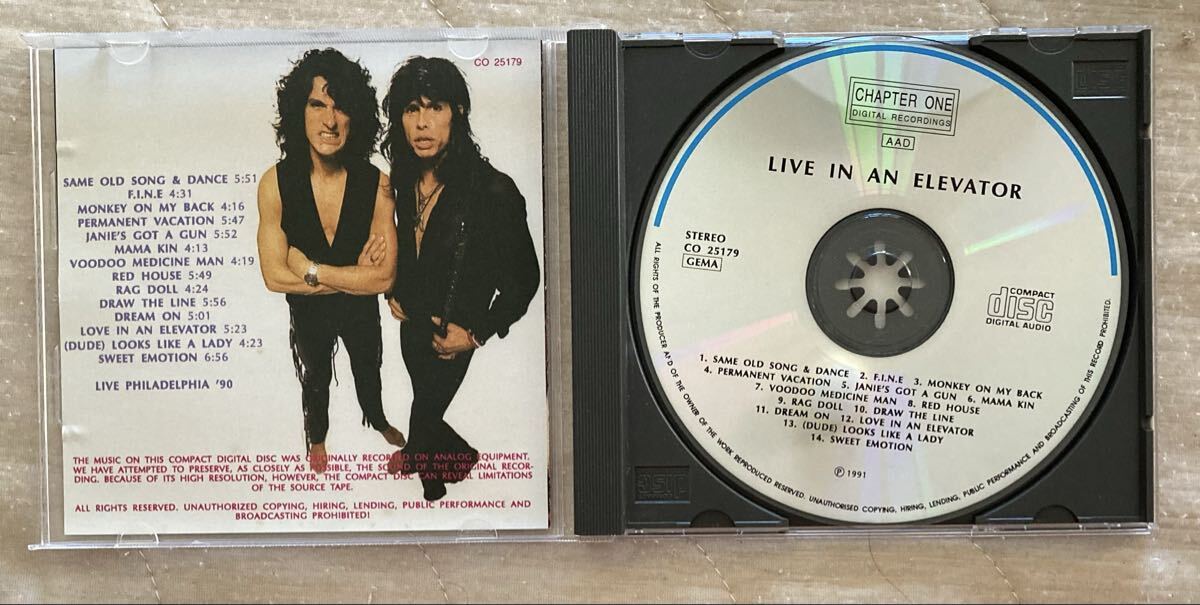 CO 25179
SAME OLD SONG & DANCE 5:51
F.I.N.E 4:31
MONKEY ON MY BACK 4:16
PERMANENT VACATION 5:47
JANIE'S GOT A GUN 5:52
MAMA KIN 4:13
VOODOO MEDICINE MAN 4:19
RED HOUSE 5:49
RAG DOLL 4:24
DRAW THE LINE 5:56
DREAM ON 5:01
LOVE IN AN ELEVATOR 5:23
(DUDE) LOOKS LIKE A LADY 4:23
SWEET EMOTION 6:56
LIVE PHILADELPHIA '90
THE MUSIC ON THIS COMPACT DIGITAL DISC WAS ORIGINALLY RECORDED ON ANALOG EQUIPMENT.
WE HAVE ATTEMPTED TO PRESERVE, AS CLOSELY AS POSSIBLE, THE SOUND OF THE ORIGINAL RECOR-
DING. BECAUSE OF ITS HIGH RESOLUTION, HOWEVER, THE COMPACT DISC CAN REVEAL LIMITATIONS
OF THE SOURCE TAPE.
ALL RIGHTS RESERVED. UNAUTHORIZED COPYING, HIRING, LENDING, PUBLIC PERFORMANCE AND
BROADCASTING PROHIBITED!
CHAPTER ONE
DIGITAL RECORDINGS
AAD
LIVE IN AN ELEVATOR
STEREO
CO 25179
GEMA
COMPACT
disc
DIGITAL AUDIO
1. SAME OLD SONG & DANCE 2. F.I.N.E 3. MONKEY ON MY BACK
4. PERMANENT VACATION 5. JANIE'S GOT A GUN 6. MAMA KIN
7. VOODOO MEDICINE MAN 8. RED HOUSE
9. RAG DOLL 10. DRAW THE LINE
11. DREAM ON 12. LOVE IN AN ELEVATOR
13. (DUDE) LOOKS LIKE A LADY
14. SWEET EMOTION
℗ 1991
ALL RIGHTS OF THE PRODUCER AND OF THE OWNER OF THE WORK REPRODUCED RESERVED. UNAUTHORISED COPYING, HIRING, LENDING, PUBLIC PERFORMANCE AND BROADCASTING OF THIS RECORD PROHIBITED.
disc
disc